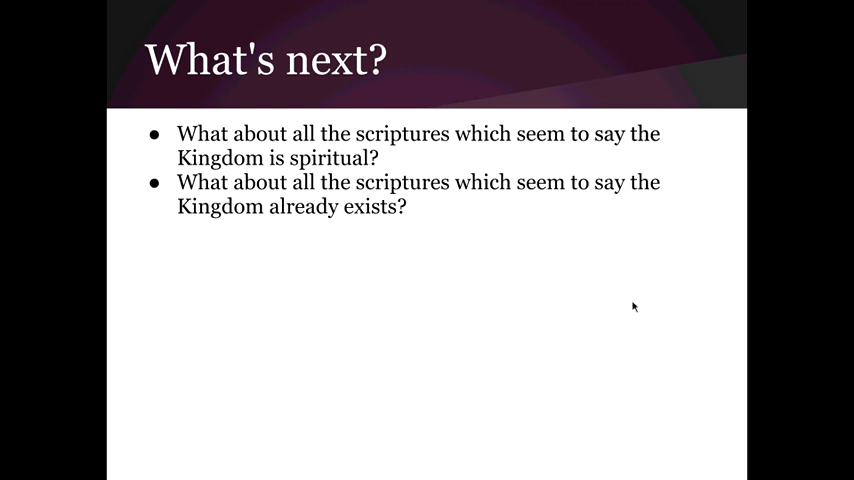 What's next?
● What about all the scriptures which seem to say the
Kingdom is spiritual?
● What about all the scriptures which seem to say the
Kingdom already exists?